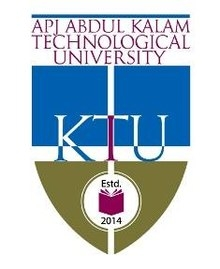 APJ ABDUL KALAM
TECHNOLOGICAL
UNIVERSITY
KTU
Estd.
2014